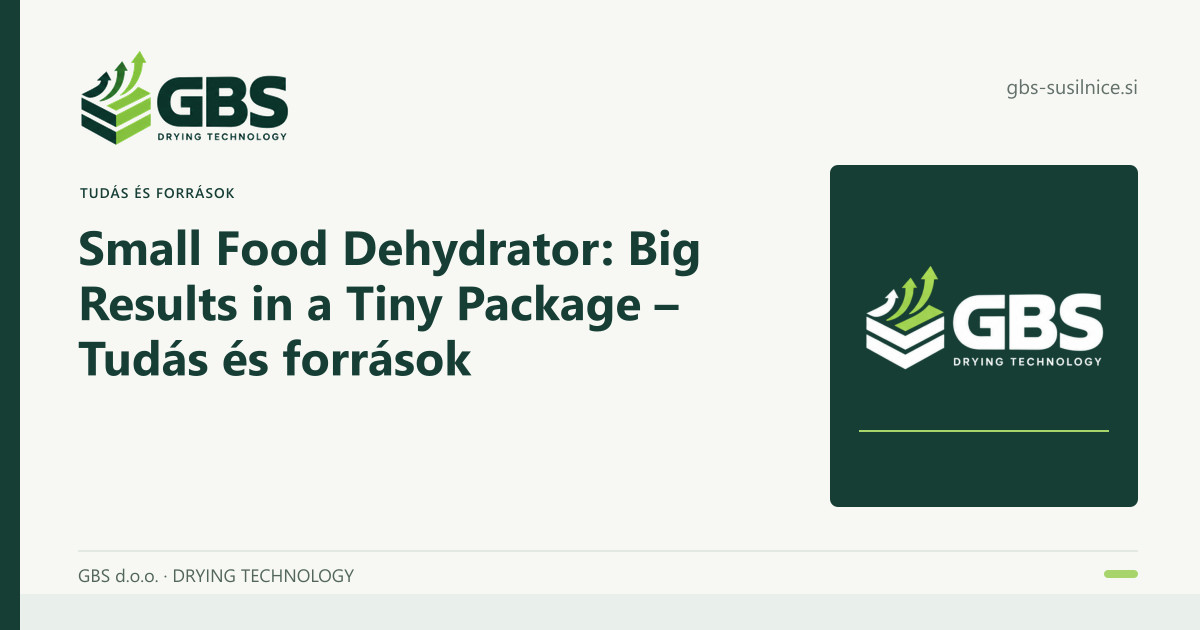 GBS
DRYING TECHNOLOGY
gbs-susilnice.si
TUDÁS ÉS FORRÁSOK
Small Food Dehydrator: Big
Results in a Tiny Package –
Tudás és források
GBS
DRYING TECHNOLOGY
GBS d.o.o. · DRYING TECHNOLOGY